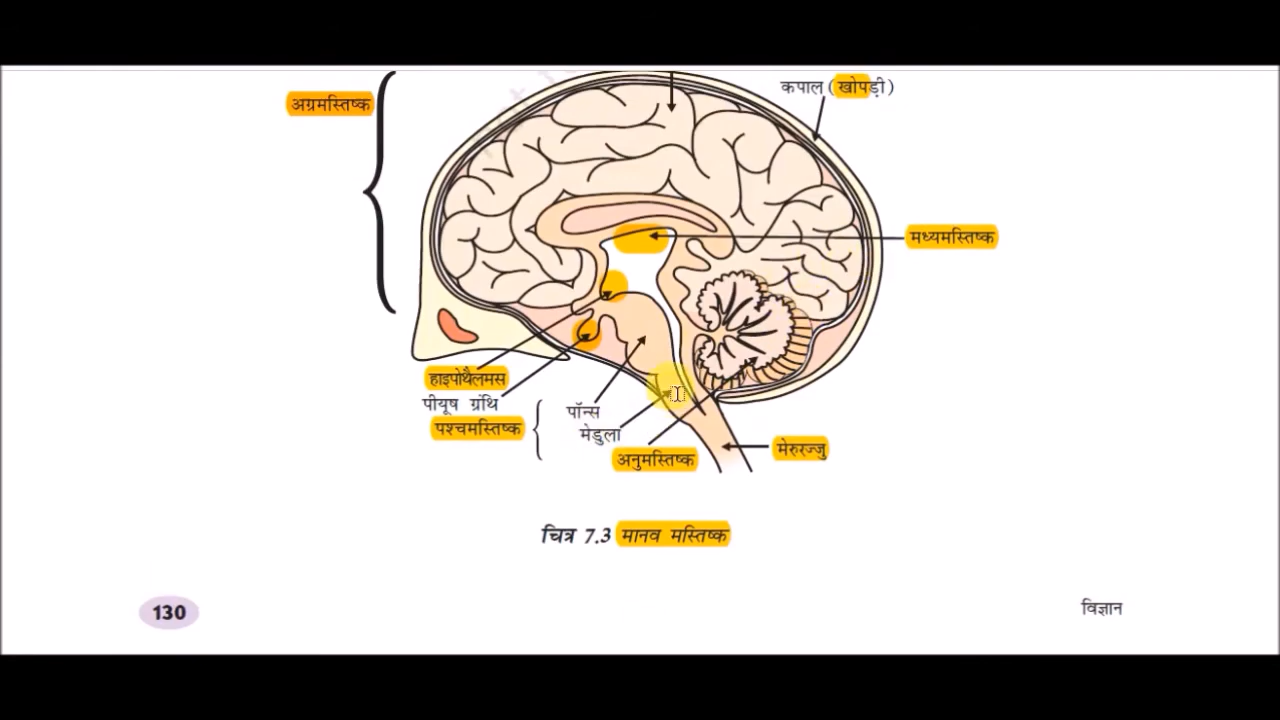 अग्रमस्तिष्क
कपाल (खोपड़ी)
मध्यमस्तिष्क
हाइपोथैलमस
पीयूष ग्रंथि
पश्चमस्तिष्क
पॉन्स
मेडुला
अनुमस्तिष्क
मेरुरज्जु
चित्र 7.3 मानव मस्तिष्क
130
विज्ञान